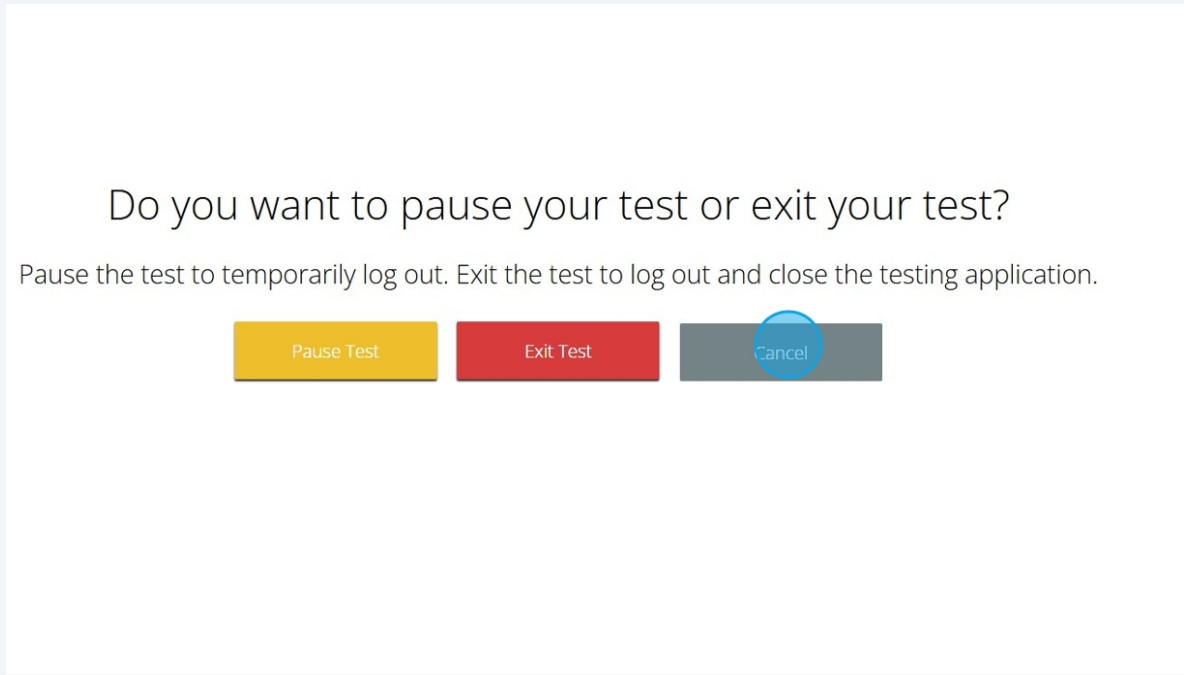 Do you want to pause your test or exit your test?
Pause the test to temporarily log out. Exit the test to log out and close the testing application.
Pause Test
Exit Test
Cancel